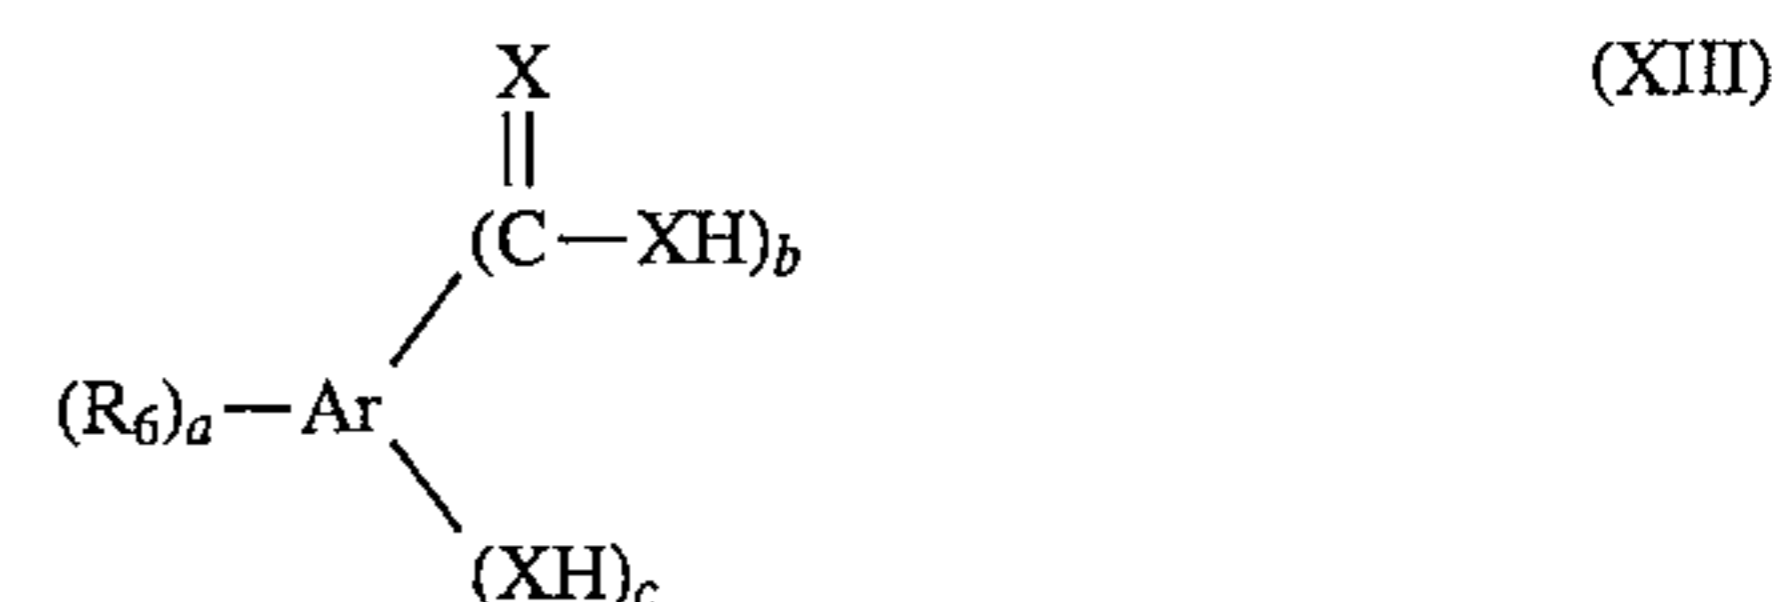 X (XIII)
(C—XH)b
(R6)a—Ar
(XH)c